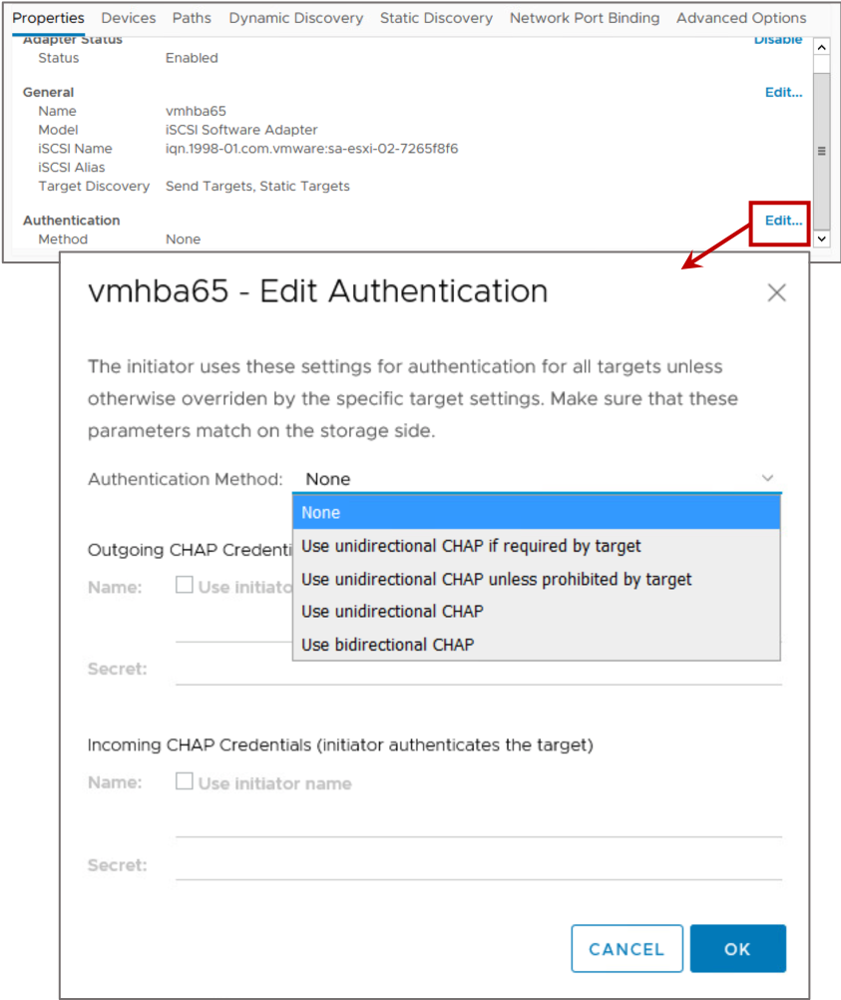 Properties Devices Paths Dynamic Discovery Static Discovery Network Port Binding Advanced Options
Adapter Status Disable
Status Enabled
General Edit...
Name vmhba65
Model iSCSI Software Adapter
iSCSI Name iqn.1998-01.com.vmware:sa-esxi-02-7265f8f6
iSCSI Alias
Target Discovery Send Targets, Static Targets
Authentication Edit...
Method None
vmhba65 - Edit Authentication
The initiator uses these settings for authentication for all targets unless
otherwise overriden by the specific target settings. Make sure that these
parameters match on the storage side.
Authentication Method: None
None
Use unidirectional CHAP if required by target
Use unidirectional CHAP unless prohibited by target
Use unidirectional CHAP
Use bidirectional CHAP
Outgoing CHAP Credenti
Name: Use initiato
Secret:
Incoming CHAP Credentials (initiator authenticates the target)
Name: Use initiator name
Secret:
CANCEL OK